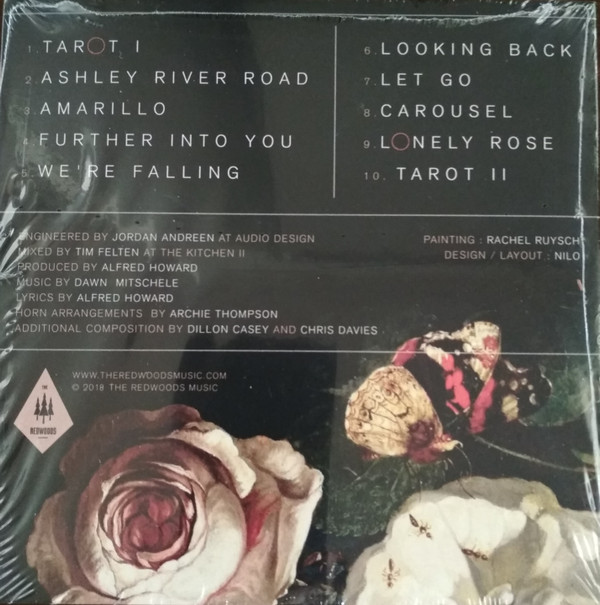 1. TAROT I
2. ASHLEY RIVER ROAD
3. AMARILLO
4. FURTHER INTO YOU
5. WE'RE FALLING
6. LOOKING BACK
7. LET GO
8. CAROUSEL
9. LONELY ROSE
10. TAROT II
ENGINEERED BY JORDAN ANDREEN AT AUDIO DESIGN
MIXED BY TIM FELTEN AT THE KITCHEN II
PRODUCED BY ALFRED HOWARD
MUSIC BY DAWN MITSCHELE
LYRICS BY ALFRED HOWARD
HORN ARRANGEMENTS BY ARCHIE THOMPSON
ADDITIONAL COMPOSITION BY DILLON CASEY AND CHRIS DAVIES
PAINTING : RACHEL RUYSCH
DESIGN / LAYOUT : NILO
WWW.THEREDWOODSMUSIC.COM
© 2018 THE REDWOODS MUSIC
THE
REDWOODS